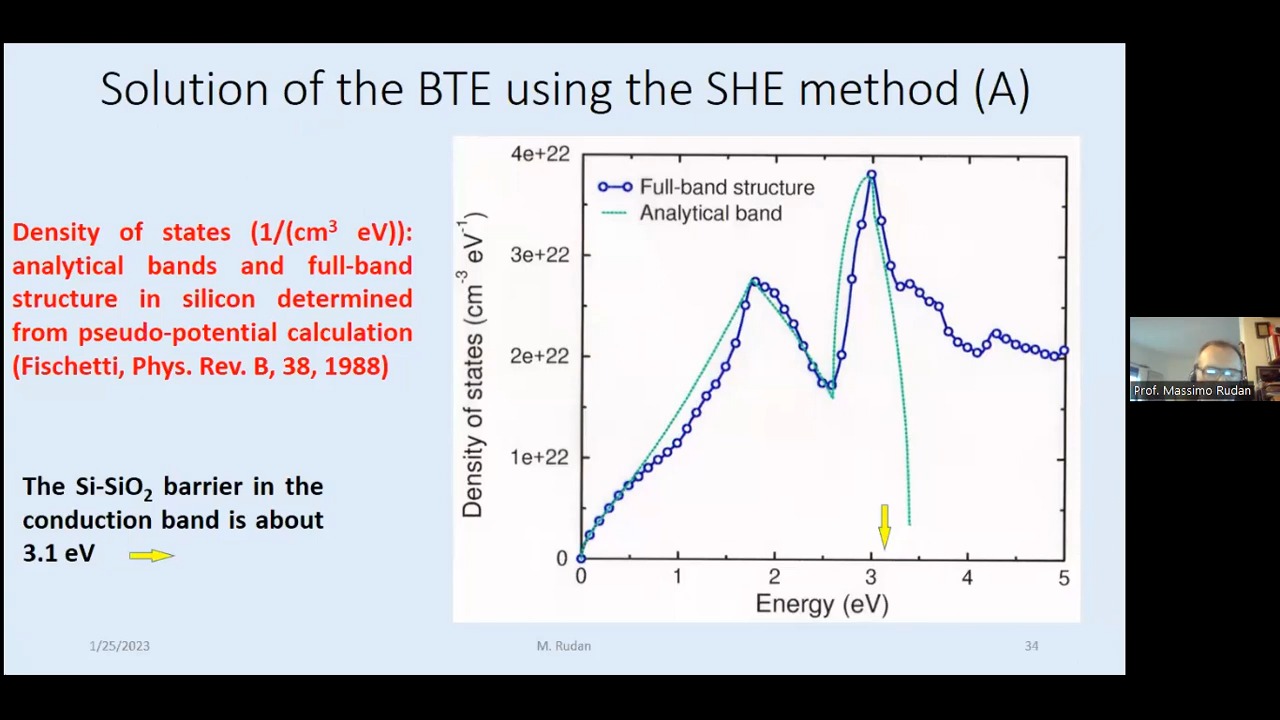 Solution of the BTE using the SHE method (A)
Density of states (1/(cm³ eV)):
analytical bands and full-band
structure in silicon determined
from pseudo-potential calculation
(Fischetti, Phys. Rev. B, 38, 1988)
The Si-SiO₂ barrier in the
conduction band is about
3.1 eV
Density of states (cm⁻³ eV⁻¹)
4e+22
3e+22
2e+22
1e+22
0
Full-band structure
Analytical band
0 1 2 3 4 5
Energy (eV)
1/25/2023 M. Rudan 34
Prof. Massimo Rudan